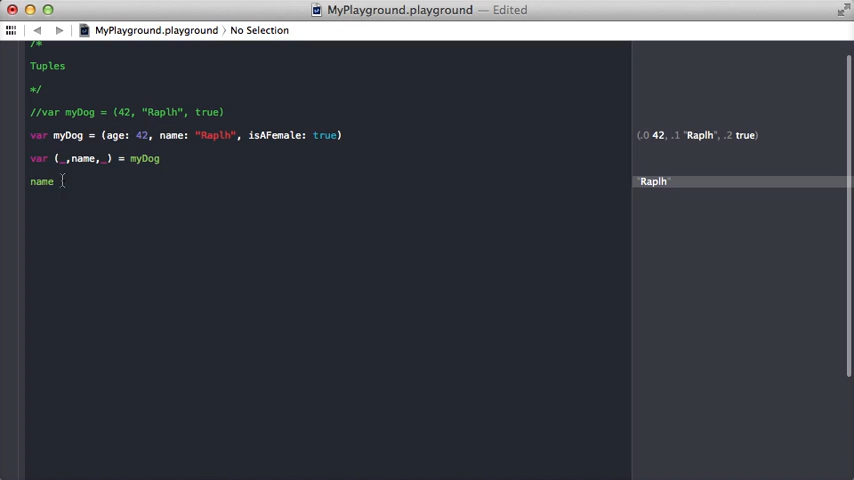 MyPlayground.playground — Edited
MyPlayground.playground 〉 No Selection
/*
Tuples
*/
//var myDog = (42, "Raplh", true)
var myDog = (age: 42, name: "Raplh", isAFemale: true)
(.0 42, .1 "Raplh", .2 true)
var (_,name,_) = myDog
name
"Raplh"